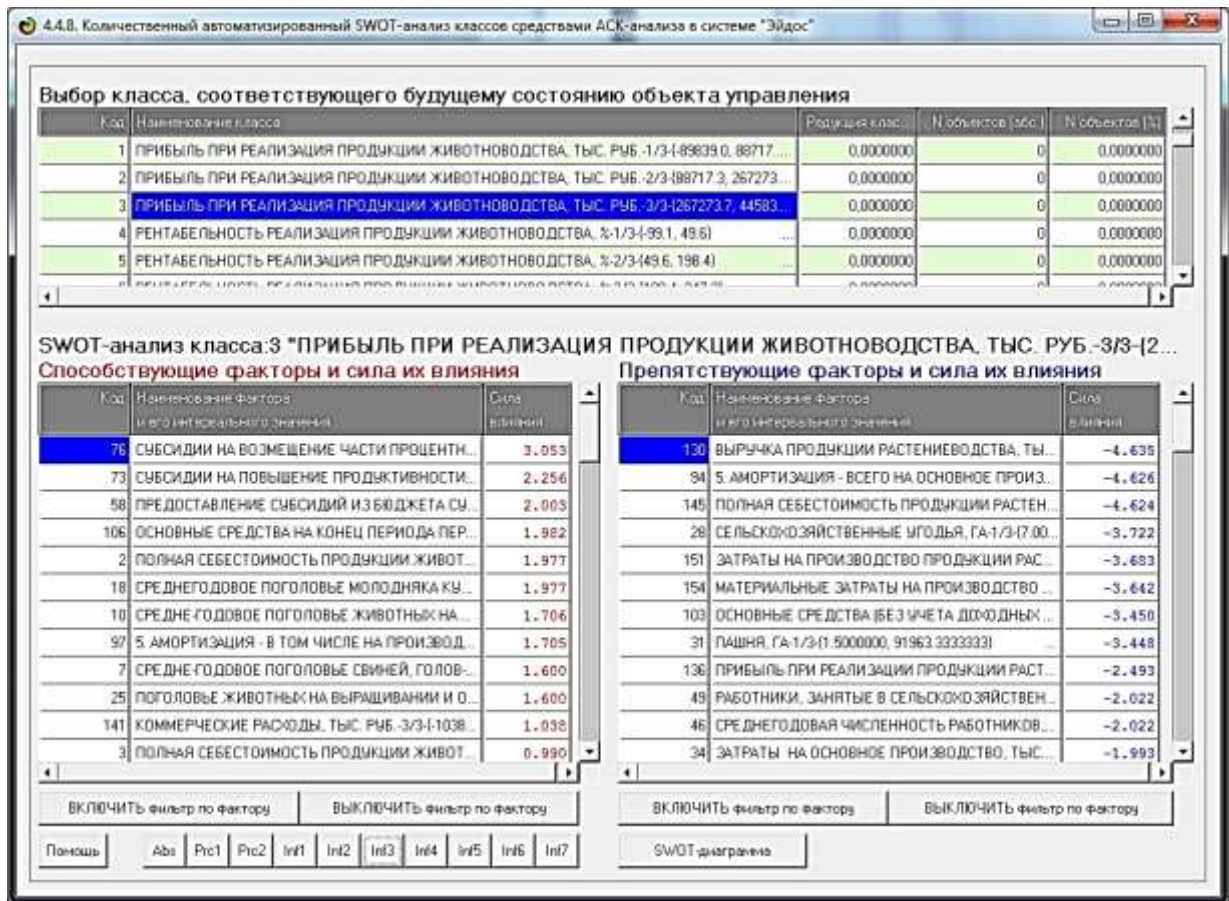 4.4.8. Количественный автоматизированный SWOT-анализ классов средствами АСК-анализа в системе "Эйдос"
Выбор класса, соответствующего будущему состоянию объекта управления
Код Наименование класса Редукция клас... N объектов (абс.) N объектов (%)
1 ПРИБЫЛЬ ПРИ РЕАЛИЗАЦИЯ ПРОДУКЦИИ ЖИВОТНОВОДСТВА, ТЫС. РУБ.-1/3-{-89839.0, 88717.... 0,0000000 0 0,0000000
2 ПРИБЫЛЬ ПРИ РЕАЛИЗАЦИЯ ПРОДУКЦИИ ЖИВОТНОВОДСТВА, ТЫС. РУБ.-2/3-{88717.3, 267273.... 0,0000000 0 0,0000000
3 ПРИБЫЛЬ ПРИ РЕАЛИЗАЦИЯ ПРОДУКЦИИ ЖИВОТНОВОДСТВА, ТЫС. РУБ.-3/3-{267273.7, 44583... 0,0000000 0 0,0000000
4 РЕНТАБЕЛЬНОСТЬ РЕАЛИЗАЦИЯ ПРОДУКЦИИ ЖИВОТНОВОДСТВА, %-1/3-{-99.1, 49.6} ... 0,0000000 0 0,0000000
5 РЕНТАБЕЛЬНОСТЬ РЕАЛИЗАЦИЯ ПРОДУКЦИИ ЖИВОТНОВОДСТВА, %-2/3-{49.6, 198.4} ... 0,0000000 0 0,0000000
SWOT-анализ класса:3 "ПРИБЫЛЬ ПРИ РЕАЛИЗАЦИЯ ПРОДУКЦИИ ЖИВОТНОВОДСТВА, ТЫС. РУБ.-3/3-{2...
Способствующие факторы и сила их влияния
Код Наименование фактора Сила
и его интервального значения влияния
76 СУБСИДИИ НА ВОЗМЕЩЕНИЕ ЧАСТИ ПРОЦЕНТН... 3.053
73 СУБСИДИИ НА ПОВЫШЕНИЕ ПРОДУКТИВНОСТИ... 2.256
58 ПРЕДОСТАВЛЕНИЕ СУБСИДИЙ ИЗ БЮДЖЕТА СУ... 2.003
106 ОСНОВНЫЕ СРЕДСТВА НА КОНЕЦ ПЕРИОДА ПЕР... 1.982
2 ПОЛНАЯ СЕБЕСТОИМОСТЬ ПРОДУКЦИИ ЖИВОТ... 1.977
18 СРЕДНЕГОДОВОЕ ПОГОЛОВЬЕ МОЛОДНЯКА КУ... 1.977
10 СРЕДНЕ-ГОДОВОЕ ПОГОЛОВЬЕ ЖИВОТНЫХ НА ... 1.706
97 5. АМОРТИЗАЦИЯ - В ТОМ ЧИСЛЕ НА ПРОИЗВОД... 1.705
7 СРЕДНЕ-ГОДОВОЕ ПОГОЛОВЬЕ СВИНЕЙ, ГОЛОВ-... 1.600
25 ПОГОЛОВЬЕ ЖИВОТНЫХ НА ВЫРАЩИВАНИИ И О... 1.600
141 КОММЕРЧЕСКИЕ РАСХОДЫ, ТЫС. РУБ.-3/3-{-1038... 1.038
3 ПОЛНАЯ СЕБЕСТОИМОСТЬ ПРОДУКЦИИ ЖИВОТ... 0.990
ВКЛЮЧИТЬ фильтр по фактору ВЫКЛЮЧИТЬ фильтр по фактору
Препятствующие факторы и сила их влияния
Код Наименование фактора Сила
и его интервального значения влияния
130 ВЫРУЧКА ПРОДУКЦИИ РАСТЕНИЕВОДСТВА, ТЫ... -4.635
94 5. АМОРТИЗАЦИЯ - ВСЕГО НА ОСНОВНОЕ ПРОИЗ... -4.626
145 ПОЛНАЯ СЕБЕСТОИМОСТЬ ПРОДУКЦИИ РАСТЕН... -4.624
28 СЕЛЬСКОХОЗЯЙСТВЕННЫЕ УГОДЬЯ, ГА-1/3-{7.00... -3.722
151 ЗАТРАТЫ НА ПРОИЗВОДСТВО ПРОДУКЦИИ РАС... -3.683
154 МАТЕРИАЛЬНЫЕ ЗАТРАТЫ НА ПРОИЗВОДСТВО ... -3.642
103 ОСНОВНЫЕ СРЕДСТВА (БЕЗ УЧЕТА ДОХОДНЫХ ... -3.450
31 ПАШНЯ, ГА-1/3-{1.5000000, 91963.3333333} ... -3.448
136 ПРИБЫЛЬ ПРИ РЕАЛИЗАЦИИ ПРОДУКЦИИ РАСТ... -2.493
49 РАБОТНИКИ, ЗАНЯТЫЕ В СЕЛЬСКОХОЗЯЙСТВЕН... -2.022
46 СРЕДНЕГОДОВАЯ ЧИСЛЕННОСТЬ РАБОТНИКОВ... -2.022
34 ЗАТРАТЫ НА ОСНОВНОЕ ПРОИЗВОДСТВО, ТЫС... -1.993
ВКЛЮЧИТЬ фильтр по фактору ВЫКЛЮЧИТЬ фильтр по фактору
Помощь Abs Prc1 Prc2 Inf1 Inf2 Inf3 Inf4 Inf5 Inf6 Inf7 SWOT-диаграмма